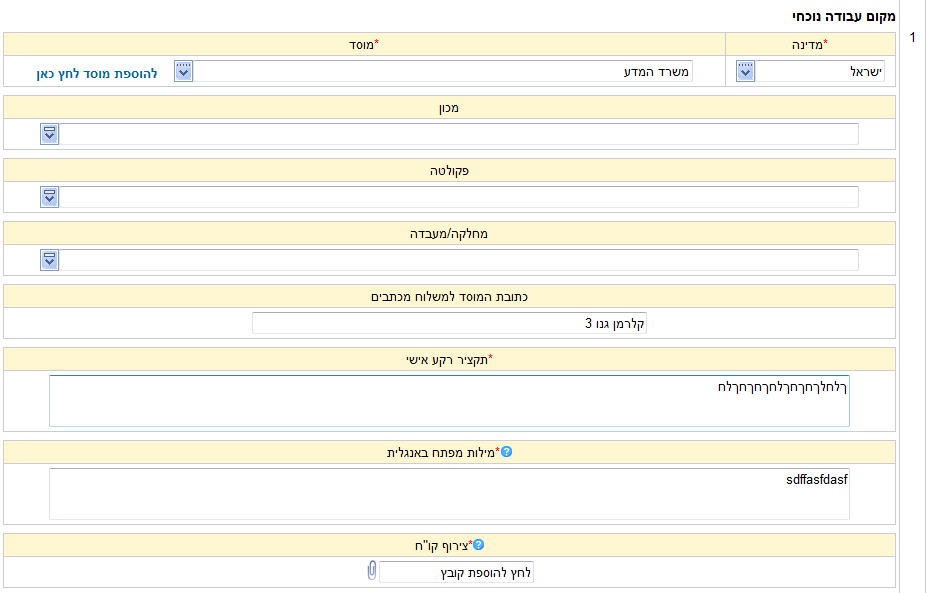 מקום עבודה נוכחי
1
*מדינה
*מוסד
ישראל
משרד המדע
להוספת מוסד לחץ כאן
מכון
פקולטה
מחלקה/מעבדה
כתובת המוסד למשלוח מכתבים
קלרמן גנו 3
*תקציר רקע אישי
ךלחלךחךחךלחךחךחךלח
*מילות מפתח באנגלית
sdffasfdasf
*צירוף קו"ח
לחץ להוספת קובץ